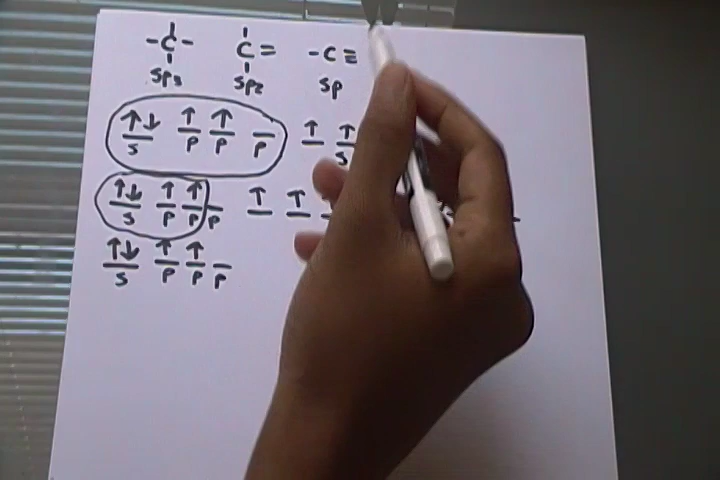 -C- C= -C≡
sp3 sp2 sp
↑↓ ↑ ↑ _ ↑ ↑
s p p p s
↑↓ ↑ ↑ _ ↑ ↑
s p p p
↑↓ ↑ ↑ _
s p p p